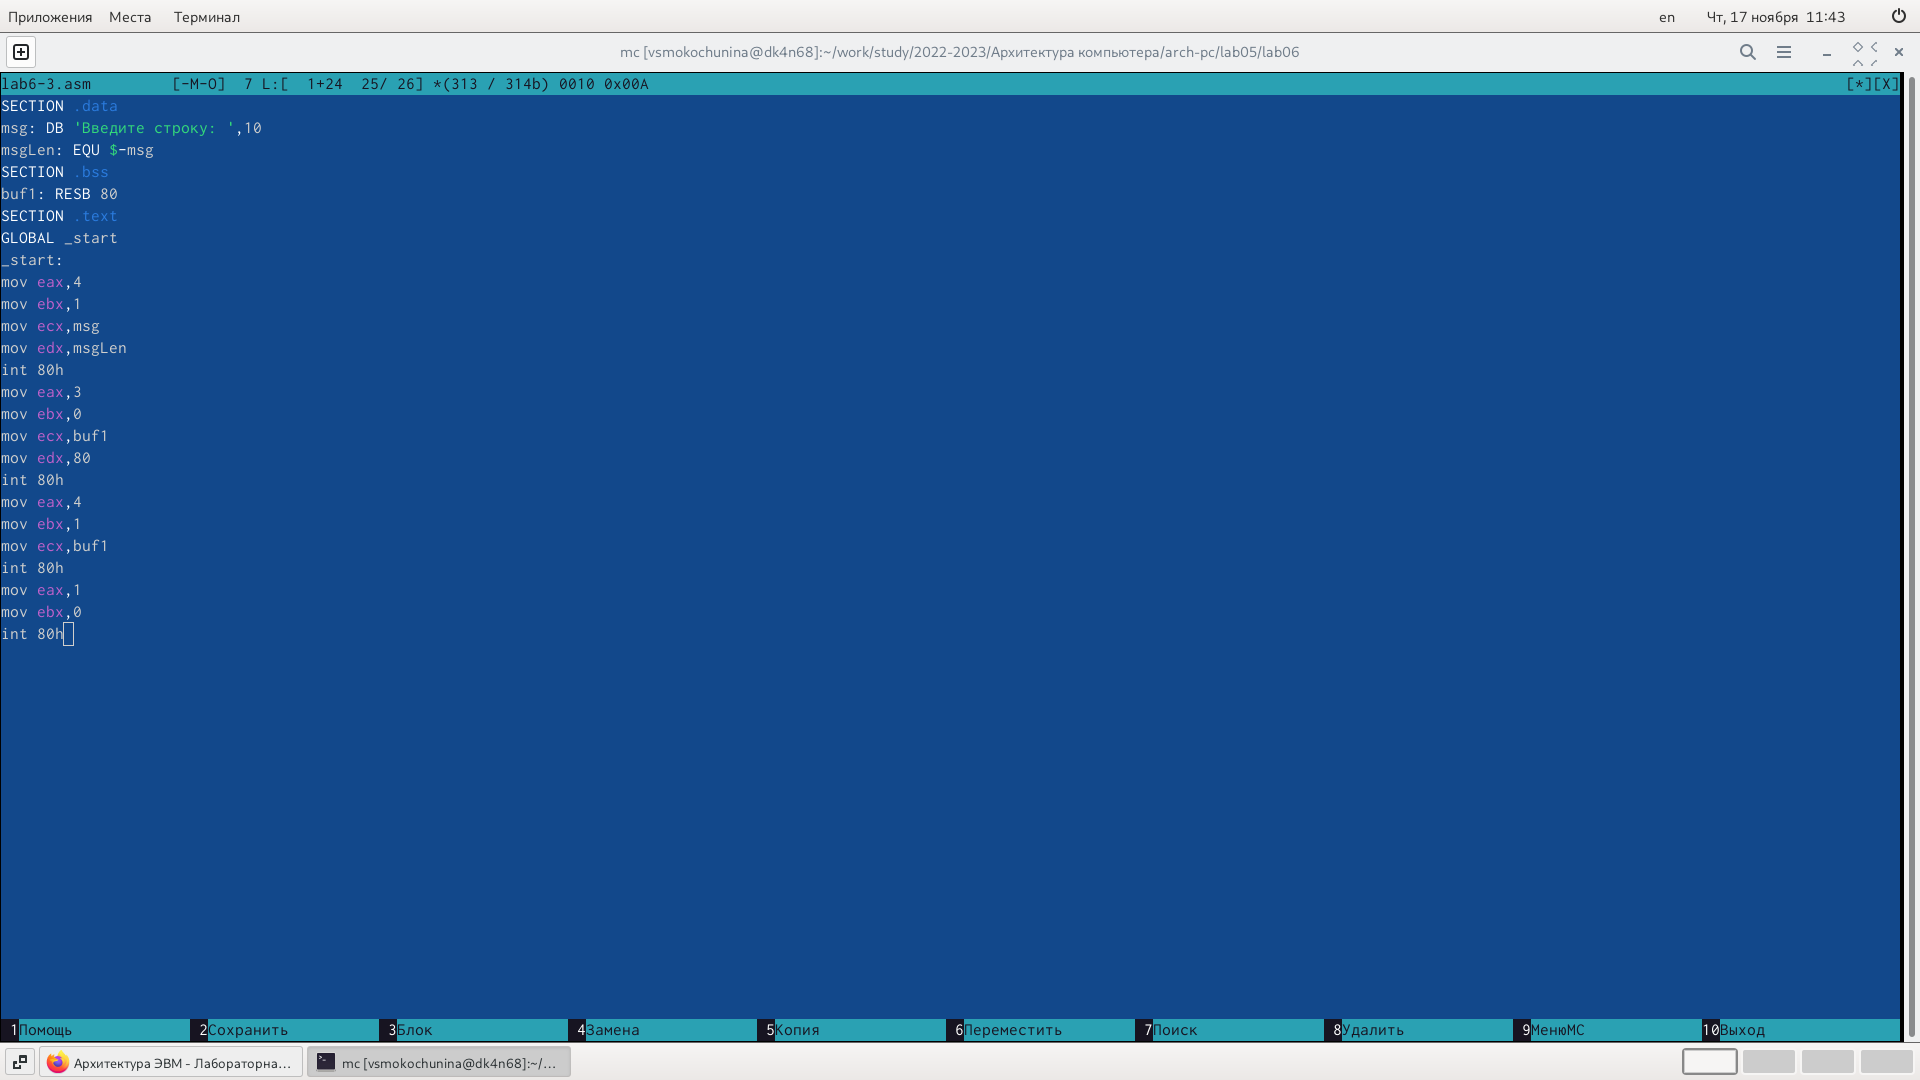 Приложения Места Терминал en Чт, 17 ноября 11:43
mc [vsmokochunina@dk4n68]:~/work/study/2022-2023/Архитектура компьютера/arch-pc/lab05/lab06
lab6-3.asm [-M-O] 7 L:[ 1+24 25/ 26] *(313 / 314b) 0010 0x00A [*][X]
SECTION .data
msg: DB 'Введите строку: ',10
msgLen: EQU $-msg
SECTION .bss
buf1: RESB 80
SECTION .text
GLOBAL _start
_start:
mov eax,4
mov ebx,1
mov ecx,msg
mov edx,msgLen
int 80h
mov eax,3
mov ebx,0
mov ecx,buf1
mov edx,80
int 80h
mov eax,4
mov ebx,1
mov ecx,buf1
int 80h
mov eax,1
mov ebx,0
int 80h
1Помощь 2Сохранить 3Блок 4Замена 5Копия 6Переместить 7Поиск 8Удалить 9МенюMC 10Выход
Архитектура ЭВМ - Лабораторна... mc [vsmokochunina@dk4n68]:~/...